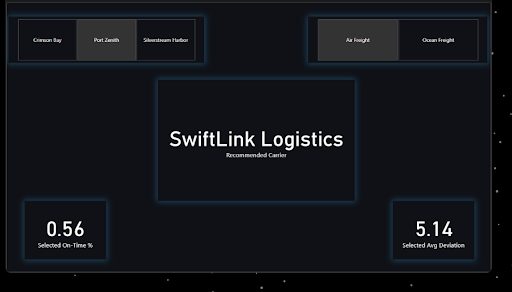 Crimson Bay
Port Zenith
Silverstream Harbor
Air Freight
Ocean Freight
SwiftLink Logistics
Recommended Carrier
0.56
Selected On-Time %
5.14
Selected Avg Deviation